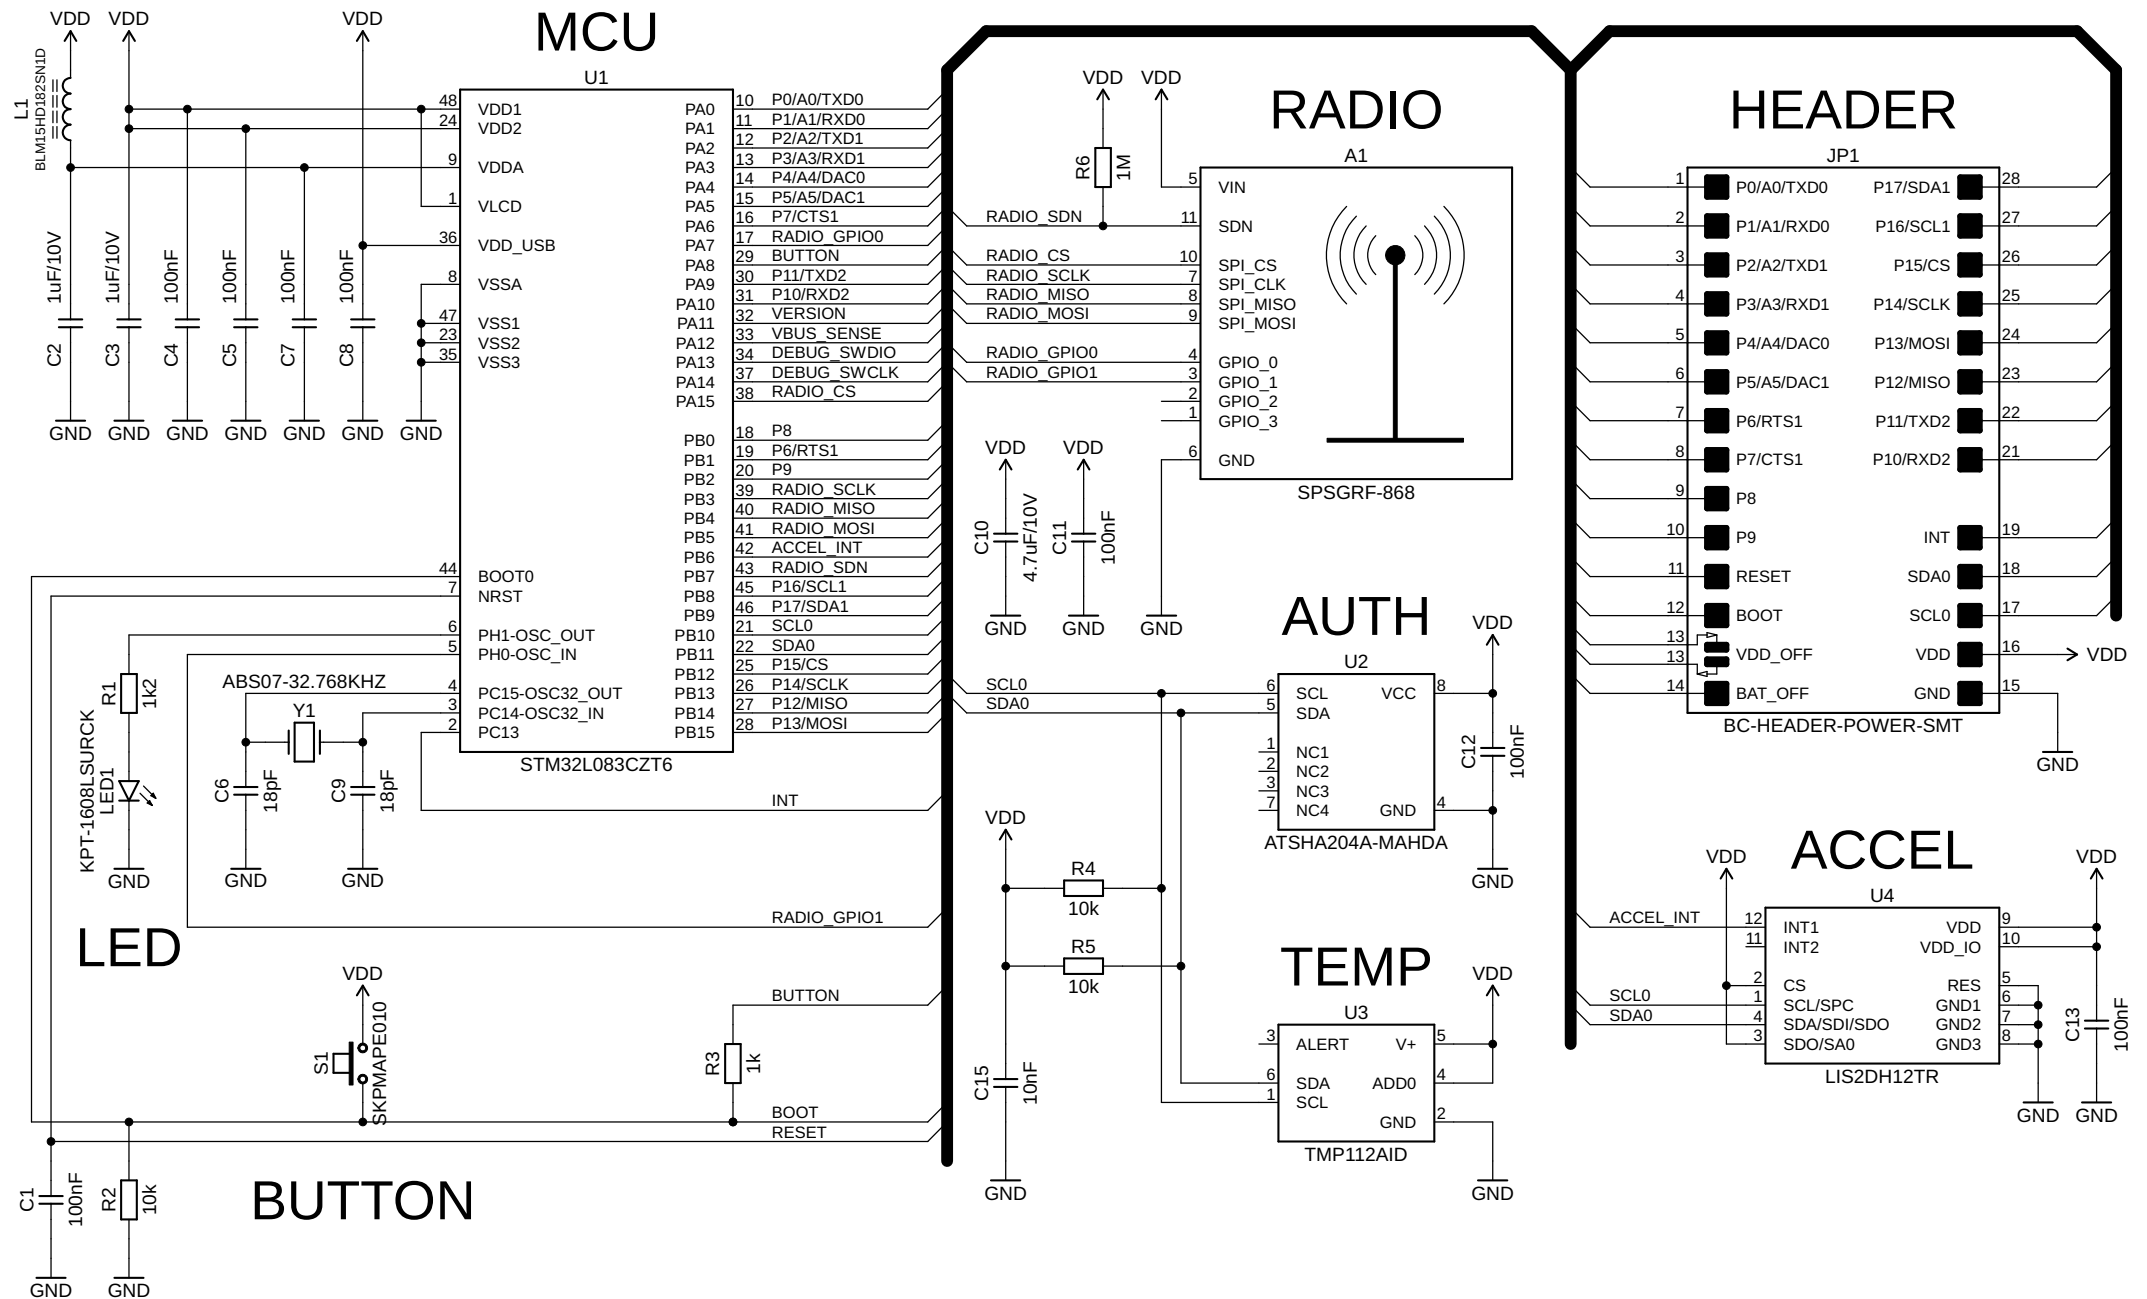 MCU
VDD
VDD
VDD
L1
BLM15HD182SN1D
1uF/10V
C2
1uF/10V
C3
100nF
C4
100nF
C5
100nF
C7
100nF
C8
GND
GND
GND
GND
GND
GND
GND
U1
48 VDD1
24 VDD2
9 VDDA
1 VLCD
36 VDD_USB
8 VSSA
47 VSS1
23 VSS2
35 VSS3
44 BOOT0
7 NRST
6 PH1-OSC_OUT
5 PH0-OSC_IN
4 PC15-OSC32_OUT
3 PC14-OSC32_IN
2 PC13
PA0 10 P0/A0/TXD0
PA1 11 P1/A1/RXD0
PA2 12 P2/A2/TXD1
PA3 13 P3/A3/RXD1
PA4 14 P4/A4/DAC0
PA5 15 P5/A5/DAC1
PA6 16 P7/CTS1
PA7 17 RADIO_GPIO0
PA8 29 BUTTON
PA9 30 P11/TXD2
PA10 31 P10/RXD2
PA11 32 VERSION
PA12 33 VBUS_SENSE
PA13 34 DEBUG_SWDIO
PA14 37 DEBUG_SWCLK
PA15 38 RADIO_CS
PB0 18 P8
PB1 19 P6/RTS1
PB2 20 P9
PB3 39 RADIO_SCLK
PB4 40 RADIO_MISO
PB5 41 RADIO_MOSI
PB6 42 ACCEL_INT
PB7 43 RADIO_SDN
PB8 45 P16/SCL1
PB9 46 P17/SDA1
PB10 21 SCL0
PB11 22 SDA0
PB12 25 P15/CS
PB13 26 P14/SCLK
PB14 27 P12/MISO
PB15 28 P13/MOSI
STM32L083CZT6
INT
RADIO_GPIO1
R1
1k2
KPT-1608LSURCK
LED1
GND
LED
ABS07-32.768KHZ
Y1
C6
18pF
C9
18pF
GND
GND
VDD
S1
SKPMAPE010
BUTTON
R3
1k
BOOT
RESET
C1
100nF
R2
10k
GND
GND
BUTTON
RADIO
VDD
VDD
R6
1M
A1
RADIO_SDN
RADIO_CS
RADIO_SCLK
RADIO_MISO
RADIO_MOSI
RADIO_GPIO0
RADIO_GPIO1
5 VIN
11 SDN
10 SPI_CS
7 SPI_CLK
8 SPI_MISO
9 SPI_MOSI
4 GPIO_0
3 GPIO_1
2 GPIO_2
1 GPIO_3
6 GND
SPSGRF-868
VDD
C10
4.7uF/10V
GND
VDD
C11
100nF
GND
GND
AUTH
VDD
U2
SCL0
SDA0
6 SCL
5 SDA
1 NC1
2 NC2
3 NC3
7 NC4
VCC 8
GND 4
ATSHA204A-MAHDA
C12
100nF
GND
VDD
R4
10k
R5
10k
C15
10nF
GND
TEMP
VDD
U3
3 ALERT
6 SDA
1 SCL
V+ 5
ADD0 4
GND 2
TMP112AID
GND
HEADER
JP1
1 P0/A0/TXD0
2 P1/A1/RXD0
3 P2/A2/TXD1
4 P3/A3/RXD1
5 P4/A4/DAC0
6 P5/A5/DAC1
7 P6/RTS1
8 P7/CTS1
9 P8
10 P9
11 RESET
12 BOOT
13
13
VDD_OFF
14 BAT_OFF
P17/SDA1 28
P16/SCL1 27
P15/CS 26
P14/SCLK 25
P13/MOSI 24
P12/MISO 23
P11/TXD2 22
P10/RXD2 21
INT 19
SDA0 18
SCL0 17
VDD 16
VDD
GND 15
BC-HEADER-POWER-SMT
GND
ACCEL
VDD
VDD
U4
ACCEL_INT
SCL0
SDA0
12 INT1
11 INT2
2 CS
1 SCL/SPC
4 SDA/SDI/SDO
3 SDO/SA0
VDD 9
VDD_IO 10
RES 5
GND1 6
GND2 7
GND3 8
LIS2DH12TR
C13
100nF
GND
GND